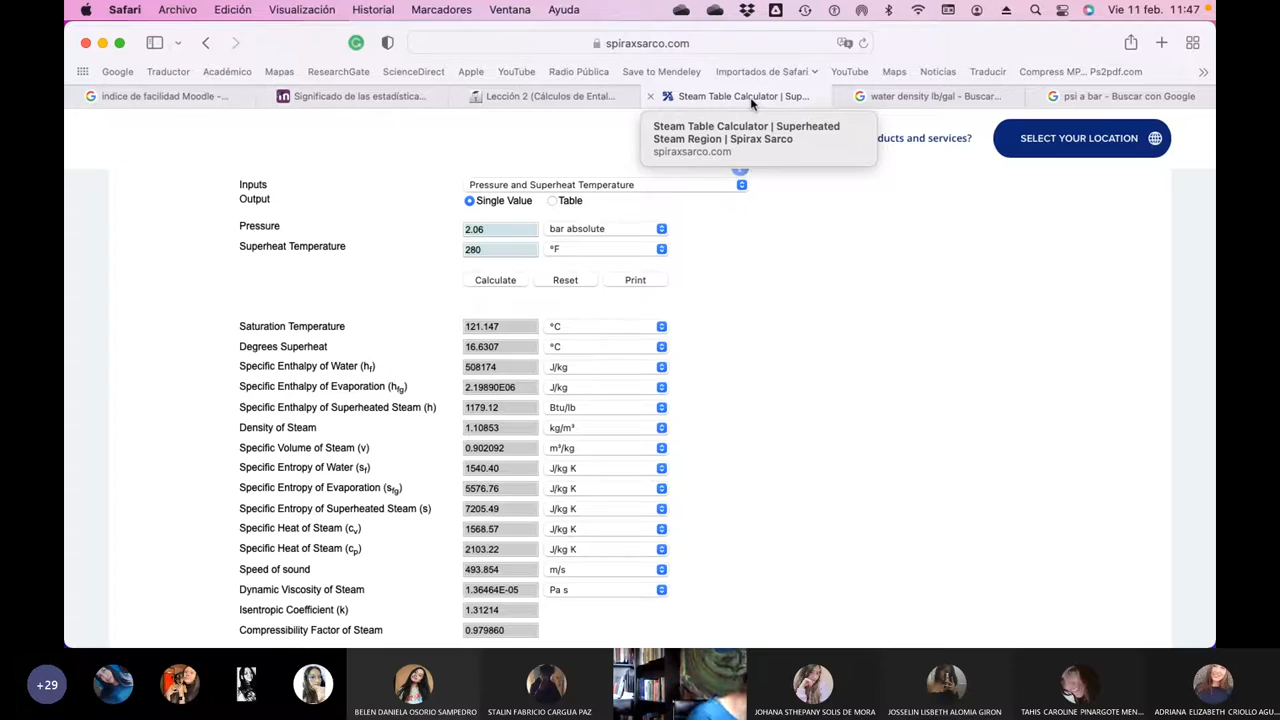 Safari Archivo Edición Visualización Historial Marcadores Ventana Ayuda Vie 11 feb. 11:47
spiraxsarco.com
Google Traductor Académico Mapas ResearchGate ScienceDirect Apple YouTube Radio Pública Save to Mendeley Importados de Safari YouTube Maps Noticias Traducir Compress MP... Ps2pdf.com
indice de facilidad Moodle -... Significado de las estadística... Lección 2 (Cálculos de Ental... Steam Table Calculator | Sup... water density lb/gal - Buscar... psi a bar - Buscar con Google
Steam Table Calculator | Superheated
Steam Region | Spirax Sarco
spiraxsarco.com
ducts and services?
SELECT YOUR LOCATION
Inputs Pressure and Superheat Temperature
Output Single Value Table
Pressure 2.06 bar absolute
Superheat Temperature 280 °F
Calculate Reset Print
Saturation Temperature 121.147 °C
Degrees Superheat 16.6307 °C
Specific Enthalpy of Water (hf) 508174 J/kg
Specific Enthalpy of Evaporation (hfg) 2.19890E06 J/kg
Specific Enthalpy of Superheated Steam (h) 1179.12 Btu/lb
Density of Steam 1.10853 kg/m³
Specific Volume of Steam (v) 0.902092 m³/kg
Specific Entropy of Water (sf) 1540.40 J/kg K
Specific Entropy of Evaporation (sfg) 5576.76 J/kg K
Specific Entropy of Superheated Steam (s) 7205.49 J/kg K
Specific Heat of Steam (cv) 1568.57 J/kg K
Specific Heat of Steam (cp) 2103.22 J/kg K
Speed of sound 493.854 m/s
Dynamic Viscosity of Steam 1.36464E-05 Pa s
Isentropic Coefficient (k) 1.31214
Compressibility Factor of Steam 0.979860
+29
BELEN DANIELA OSORIO SAMPEDRO STALIN FABRICIO CARGUA PAZ JOHANA STHEPANY SOLIS DE MORA JOSSELIN LISBETH ALOMIA GIRON TAHIS CAROLINE PINARGOTE MEN... ADRIANA ELIZABETH CRIOLLO AGU...